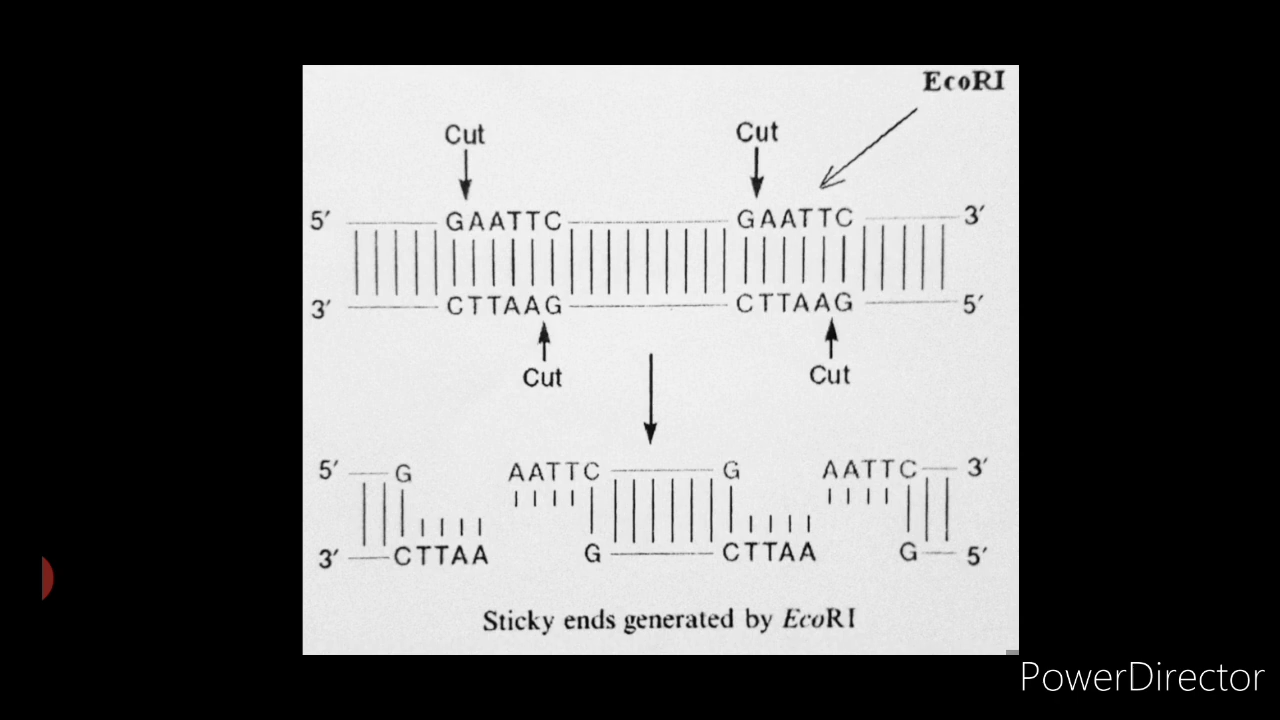 EcoRI
Cut Cut
5′ GAATTC GAATTC 3′
3′ CTTAAG CTTAAG 5′
Cut Cut
5′ G AATTC G AATTC 3′
3′ CTTAA G CTTAA G 5′
Sticky ends generated by EcoRI
PowerDirector